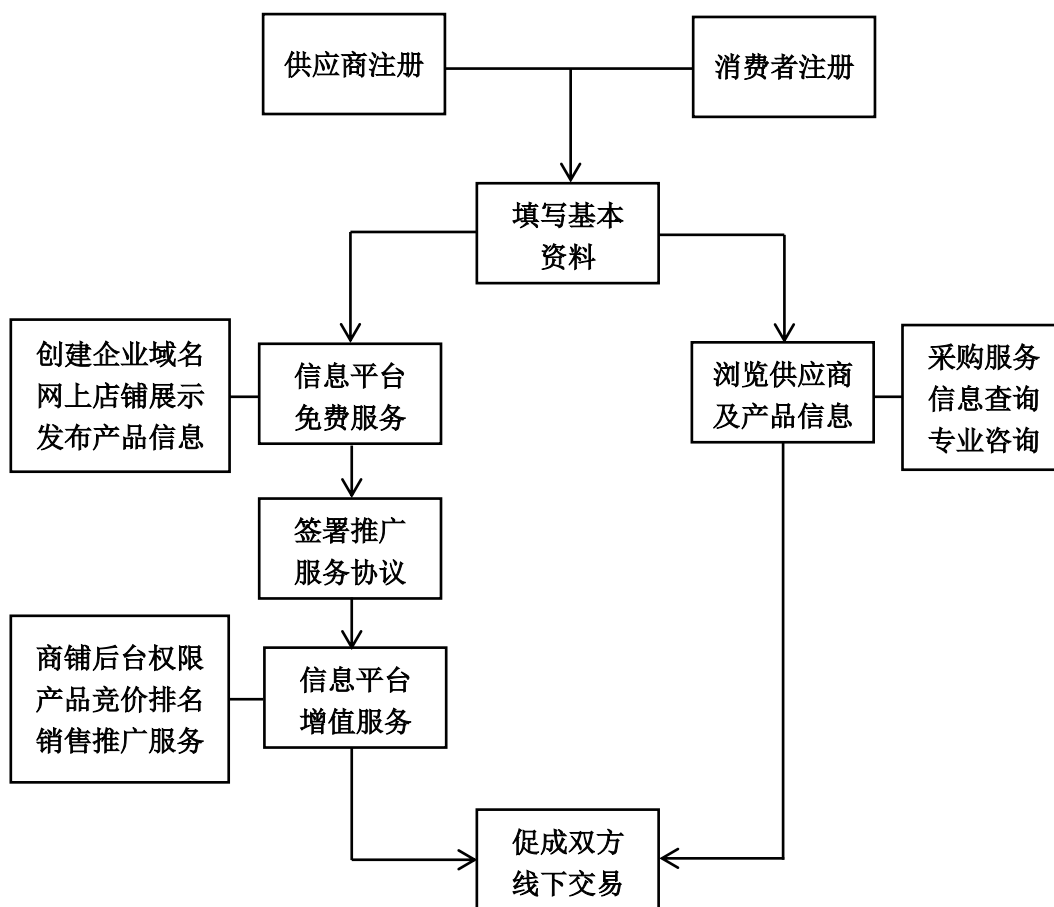 供应商注册
消费者注册
填写基本
资料
创建企业域名
网上店铺展示
发布产品信息
信息平台
免费服务
浏览供应商
及产品信息
采购服务
信息查询
专业咨询
签署推广
服务协议
商铺后台权限
产品竞价排名
销售推广服务
信息平台
增值服务
促成双方
线下交易